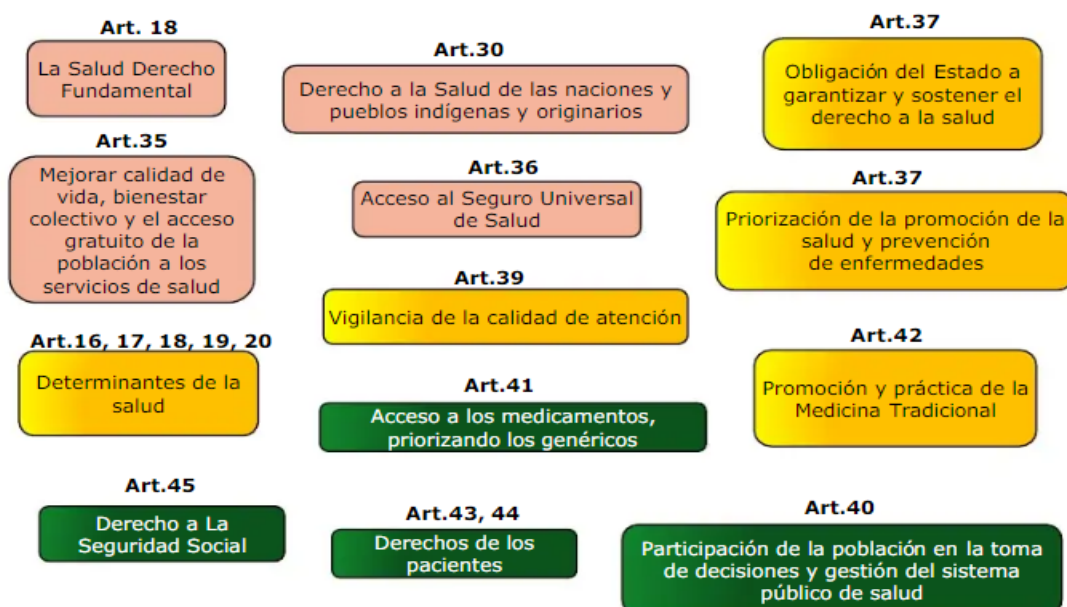 Art. 18
La Salud Derecho
Fundamental
Art.30
Derecho a la Salud de las naciones y
pueblos indígenas y originarios
Art.37
Obligación del Estado a
garantizar y sostener el
derecho a la salud
Art.35
Mejorar calidad de
vida, bienestar
colectivo y el acceso
gratuito de la
población a los
servicios de salud
Art.36
Acceso al Seguro Universal
de Salud
Art.37
Priorización de la promoción de la
salud y prevención
de enfermedades
Art.39
Vigilancia de la calidad de atención
Art.16, 17, 18, 19, 20
Determinantes de la
salud
Art.41
Acceso a los medicamentos,
priorizando los genéricos
Art.42
Promoción y práctica de la
Medicina Tradicional
Art.45
Derecho a La
Seguridad Social
Art.43, 44
Derechos de los
pacientes
Art.40
Participación de la población en la toma
de decisiones y gestión del sistema
público de salud